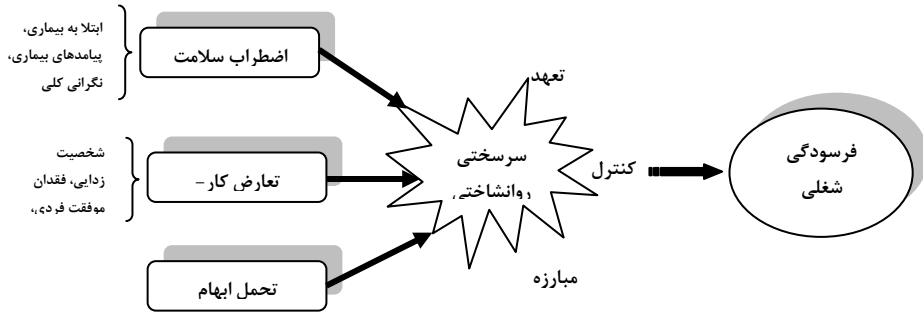 ابتلا به بیماری،
پیامدهای بیماری،
نگرانی کلی
اضطراب سلامت
شخصیت
زدایی، فقدان
موفقت فردی،
تعارض کار–
تحمل ابهام
تعهد
سرسختی
روانشاختی
کنترل
مبارزه
فرسودگی
شغلی